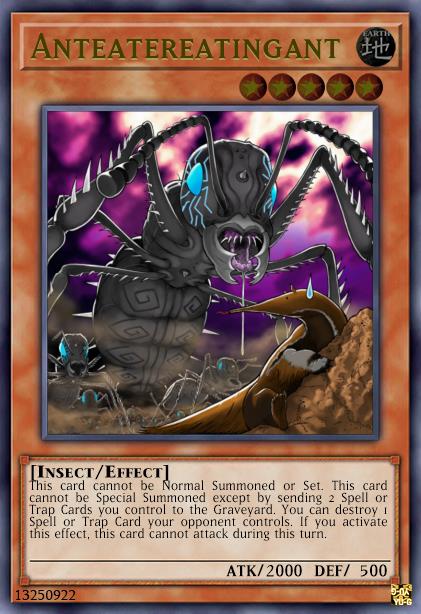 ANTEATEREATINGANT
EARTH
地
[INSECT/EFFECT]
This card cannot be Normal Summoned or Set. This card
cannot be Special Summoned except by sending 2 Spell or
Trap Cards you control to the Graveyard. You can destroy 1
Spell or Trap Card your opponent controls. If you activate
this effect, this card cannot attack during this turn.
ATK/2000 DEF/ 500
13250922